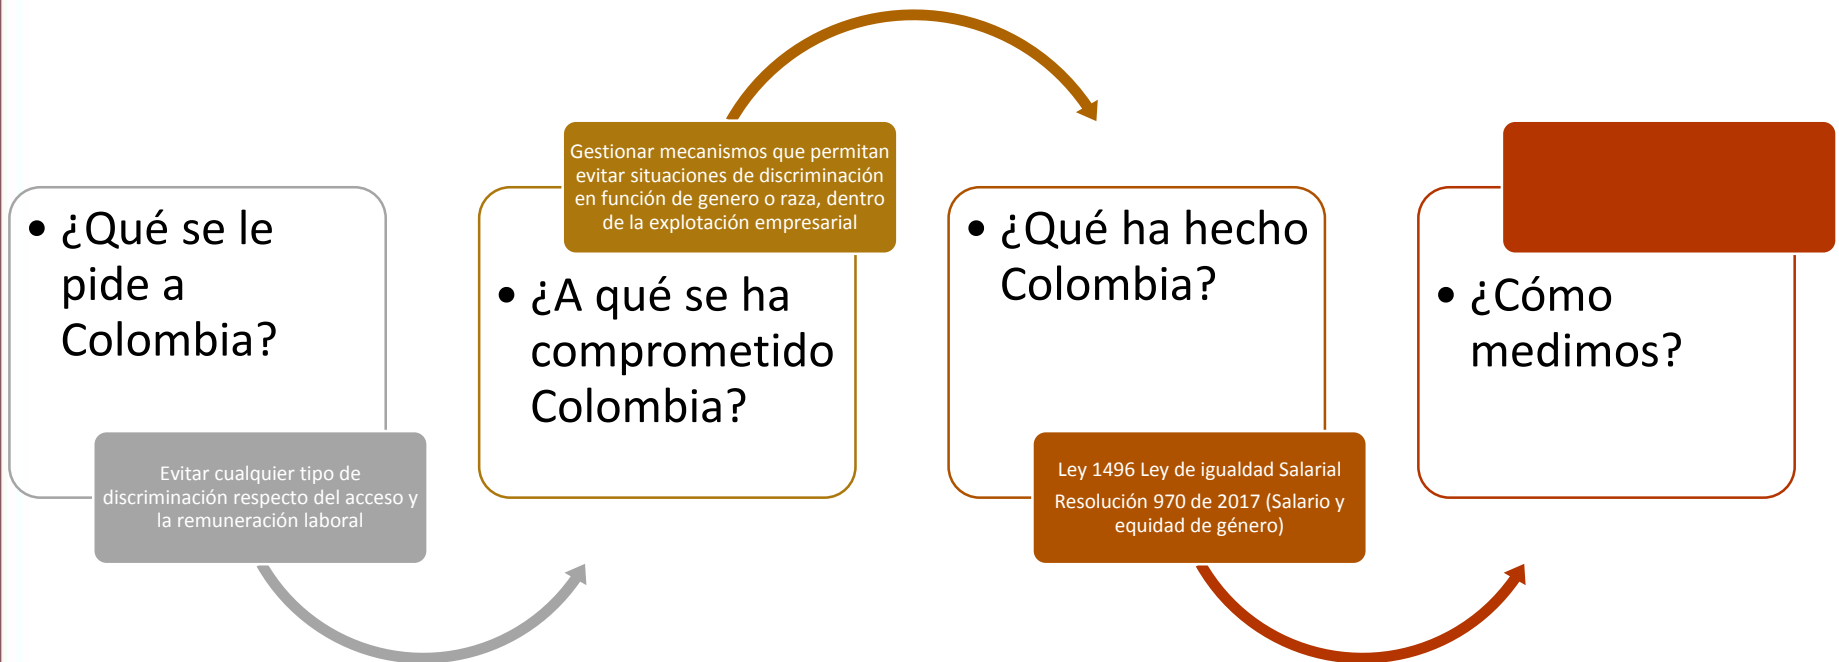 • ¿Qué se le
pide a
Colombia?
Evitar cualquier tipo de
discriminación respecto del acceso y
la remuneración laboral
Gestionar mecanismos que permitan
evitar situaciones de discriminación
en función de genero o raza, dentro
de la explotación empresarial
• ¿A qué se ha
comprometido
Colombia?
• ¿Qué ha hecho
Colombia?
Ley 1496 Ley de igualdad Salarial
Resolución 970 de 2017 (Salario y
equidad de género)
• ¿Cómo
medimos?